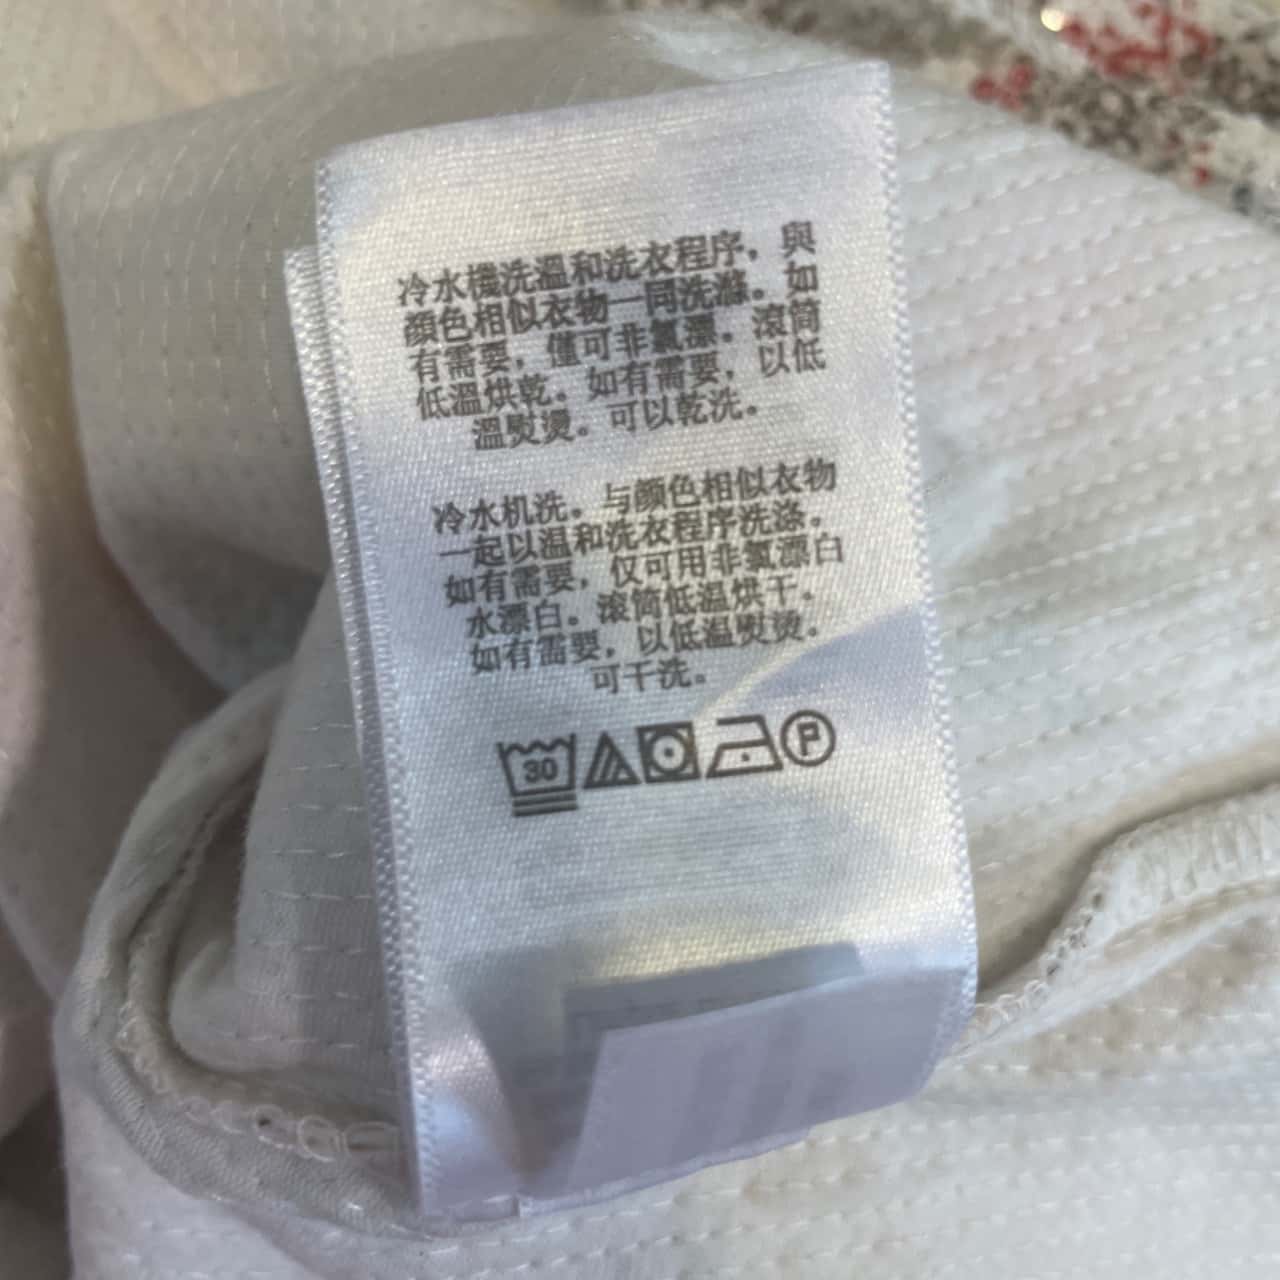 冷水機洗溫和洗衣程序，與
顏色相似衣物一同洗滌。如
有需要，僅可非氯漂。滾筒
低溫烘乾。如有需要，以低
溫熨燙。可以乾洗。
冷水机洗。与颜色相似衣物
一起以温和洗衣程序洗涤。
如有需要，仅可用非氯漂白
水漂白。滚筒低温烘干。
如有需要，以低温熨烫。
可干洗。
30 P